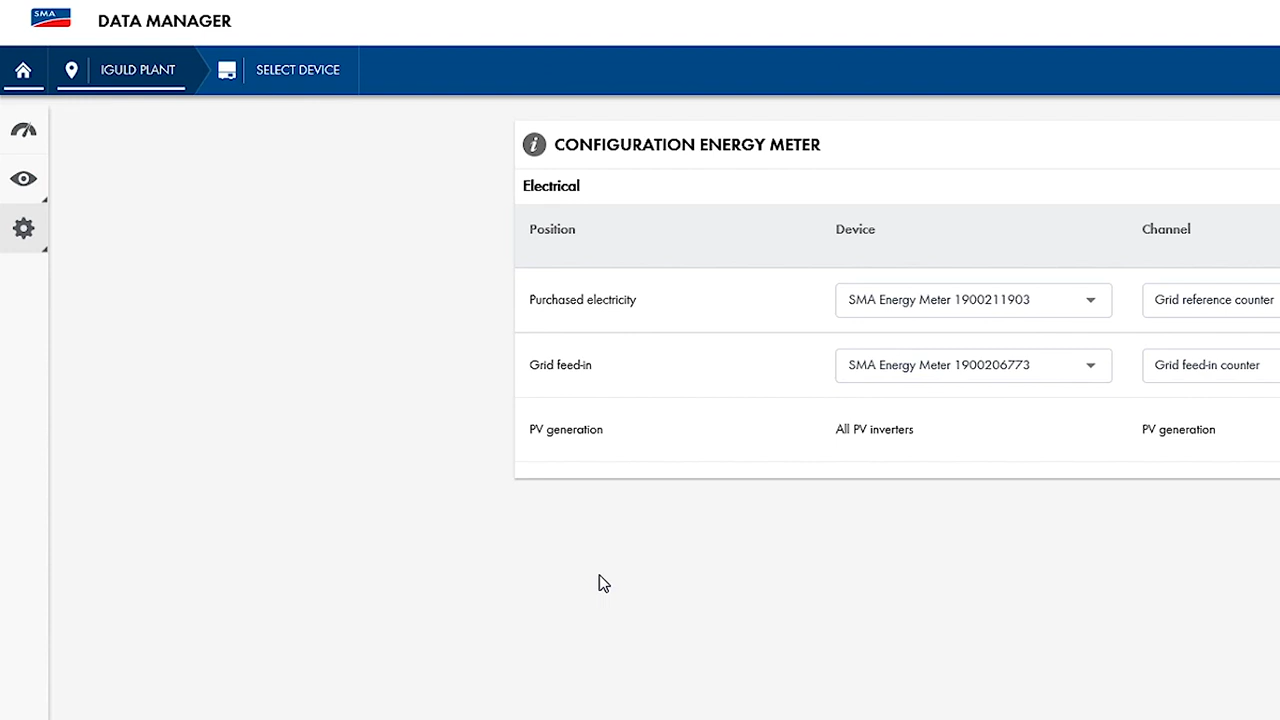 SMA
DATA MANAGER
IGULD PLANT
SELECT DEVICE
CONFIGURATION ENERGY METER
Electrical
Position Device Channel
Purchased electricity SMA Energy Meter 1900211903 Grid reference counter
Grid feed-in SMA Energy Meter 1900206773 Grid feed-in counter
PV generation All PV inverters PV generation